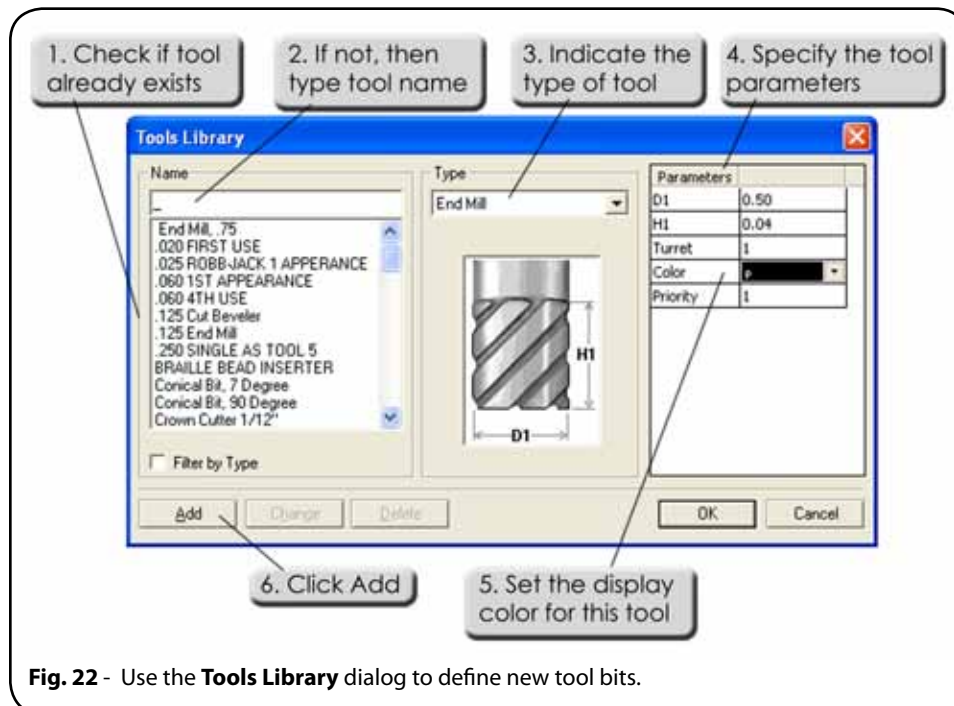 1. Check if tool
already exists
2. If not, then
type tool name
3. Indicate the
type of tool
4. Specify the tool
parameters
Tools Library
Name
_
End Mill, .75
.020 FIRST USE
.025 ROBB-JACK 1 APPERANCE
.060 1ST APPEARANCE
.060 4TH USE
.125 Cut Beveler
.125 End Mill
.250 SINGLE AS TOOL 5
BRAILLE BEAD INSERTER
Conical Bit, 7 Degree
Conical Bit, 90 Degree
Crown Cutter 1/12"
Filter by Type
Type
End Mill
H1
D1
Parameters
D1 0.50
H1 0.04
Turret 1
Color
Priority 1
Add Change Delete OK Cancel
6. Click Add
5. Set the display
color for this tool
Fig. 22 - Use the Tools Library dialog to define new tool bits.